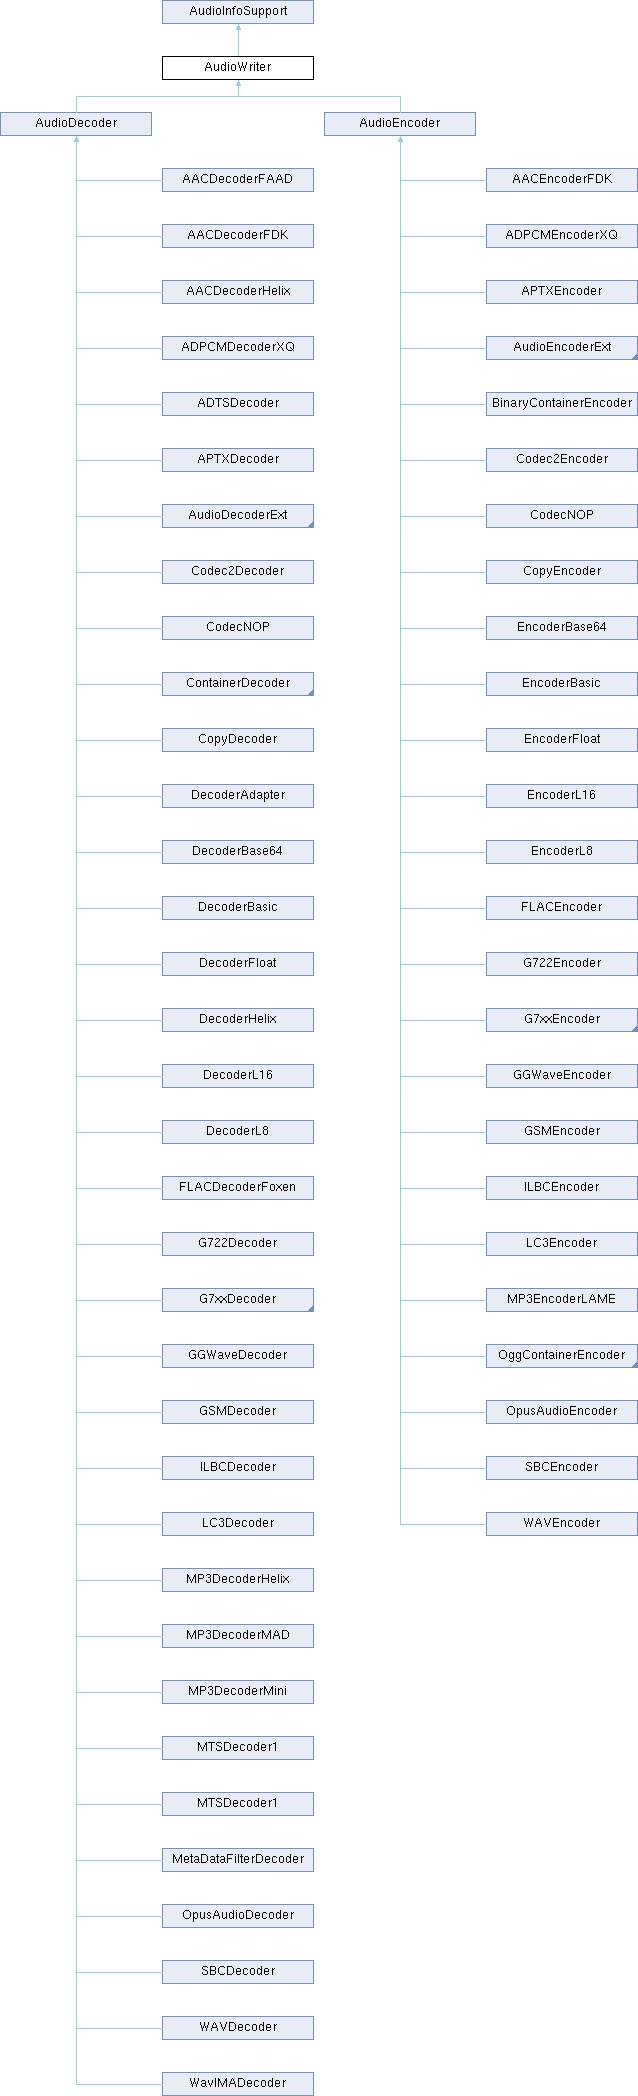 AudioInfoSupport
AudioWriter
AudioDecoder
AudioEncoder
AACDecoderFAAD
AACEncoderFDK
AACDecoderFDK
ADPCMEncoderXQ
AACDecoderHelix
APTXEncoder
ADPCMDecoderXQ
AudioEncoderExt
ADTSDecoder
BinaryContainerEncoder
APTXDecoder
Codec2Encoder
AudioDecoderExt
CodecNOP
Codec2Decoder
CopyEncoder
CodecNOP
EncoderBase64
ContainerDecoder
EncoderBasic
CopyDecoder
EncoderFloat
DecoderAdapter
EncoderL16
DecoderBase64
EncoderL8
DecoderBasic
FLACEncoder
DecoderFloat
G722Encoder
DecoderHelix
G7xxEncoder
DecoderL16
GGWaveEncoder
DecoderL8
GSMEncoder
FLACDecoderFoxen
ILBCEncoder
G722Decoder
LC3Encoder
G7xxDecoder
MP3EncoderLAME
GGWaveDecoder
OggContainerEncoder
GSMDecoder
OpusAudioEncoder
ILBCDecoder
SBCEncoder
LC3Decoder
WAVEncoder
MP3DecoderHelix
MP3DecoderMAD
MP3DecoderMini
MTSDecoder1
MTSDecoder1
MetaDataFilterDecoder
OpusAudioDecoder
SBCDecoder
WAVDecoder
WavIMADecoder